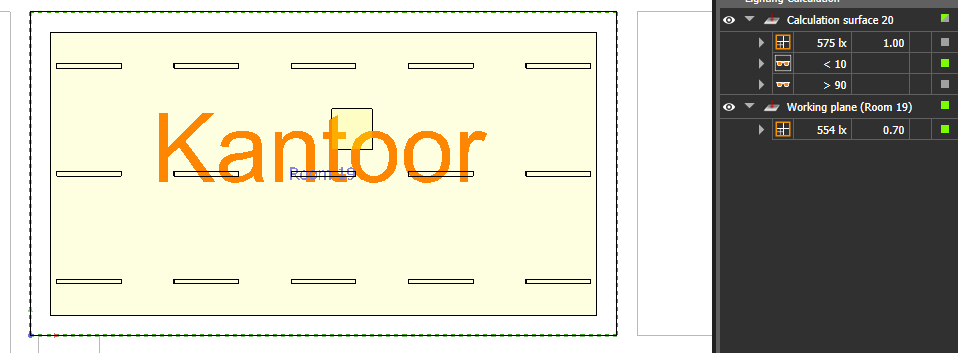 Lighting Calculation
Calculation surface 20
575 lx 1.00
< 10
> 90
Working plane (Room 19)
554 lx 0.70
Kantoor
Room 19